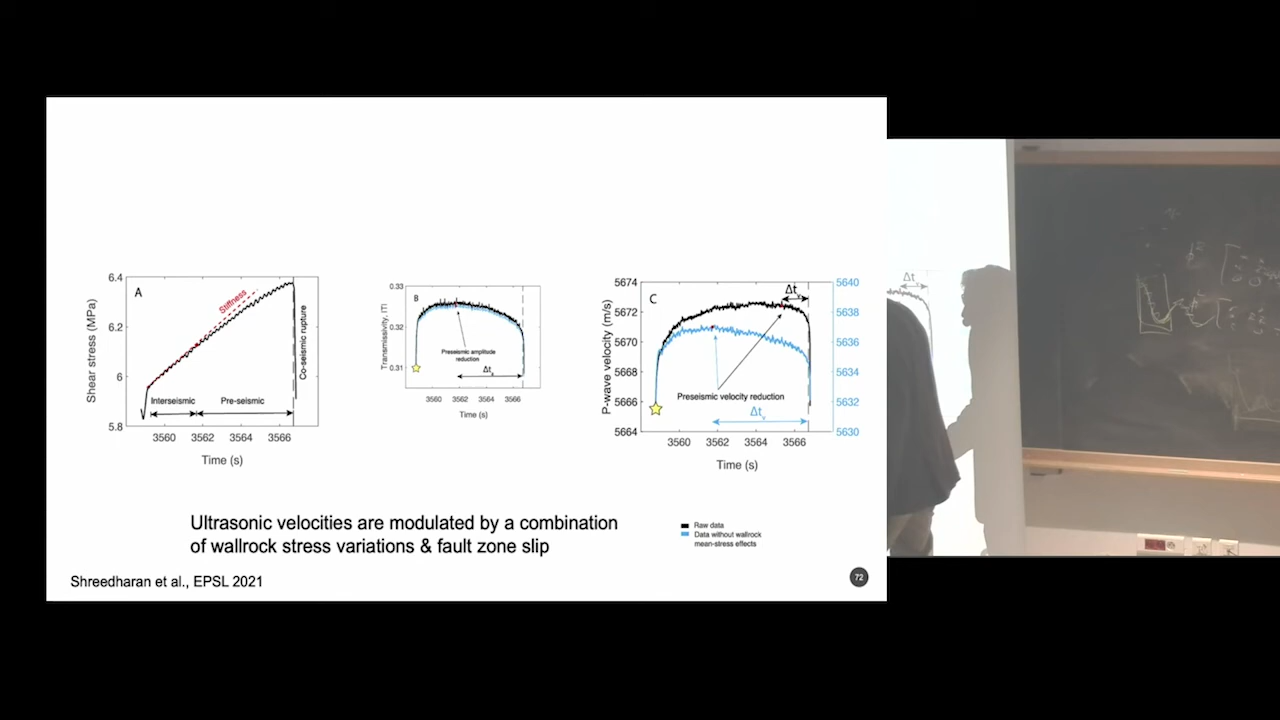 A
Shear stress (MPa)
6.4
6.2
6
5.8
Stiffness
Co-seismic rupture
Interseismic
Pre-seismic
3560 3562 3564 3566
Time (s)
B
Transmissivity, |T|
0.33
0.32
0.31
Preseismic amplitude
reduction
3560 3562 3564 3566
Time (s)
C
P-wave velocity (m/s)
5674
5672
5670
5668
5666
5664
Δt
Preseismic velocity reduction
Δtv
5640
5638
5636
5634
5632
5630
3560 3562 3564 3566
Time (s)
Ultrasonic velocities are modulated by a combination
of wallrock stress variations & fault zone slip
Raw data
Data without wallrock
mean-stress effects
Shreedharan et al., EPSL 2021
72
Δt